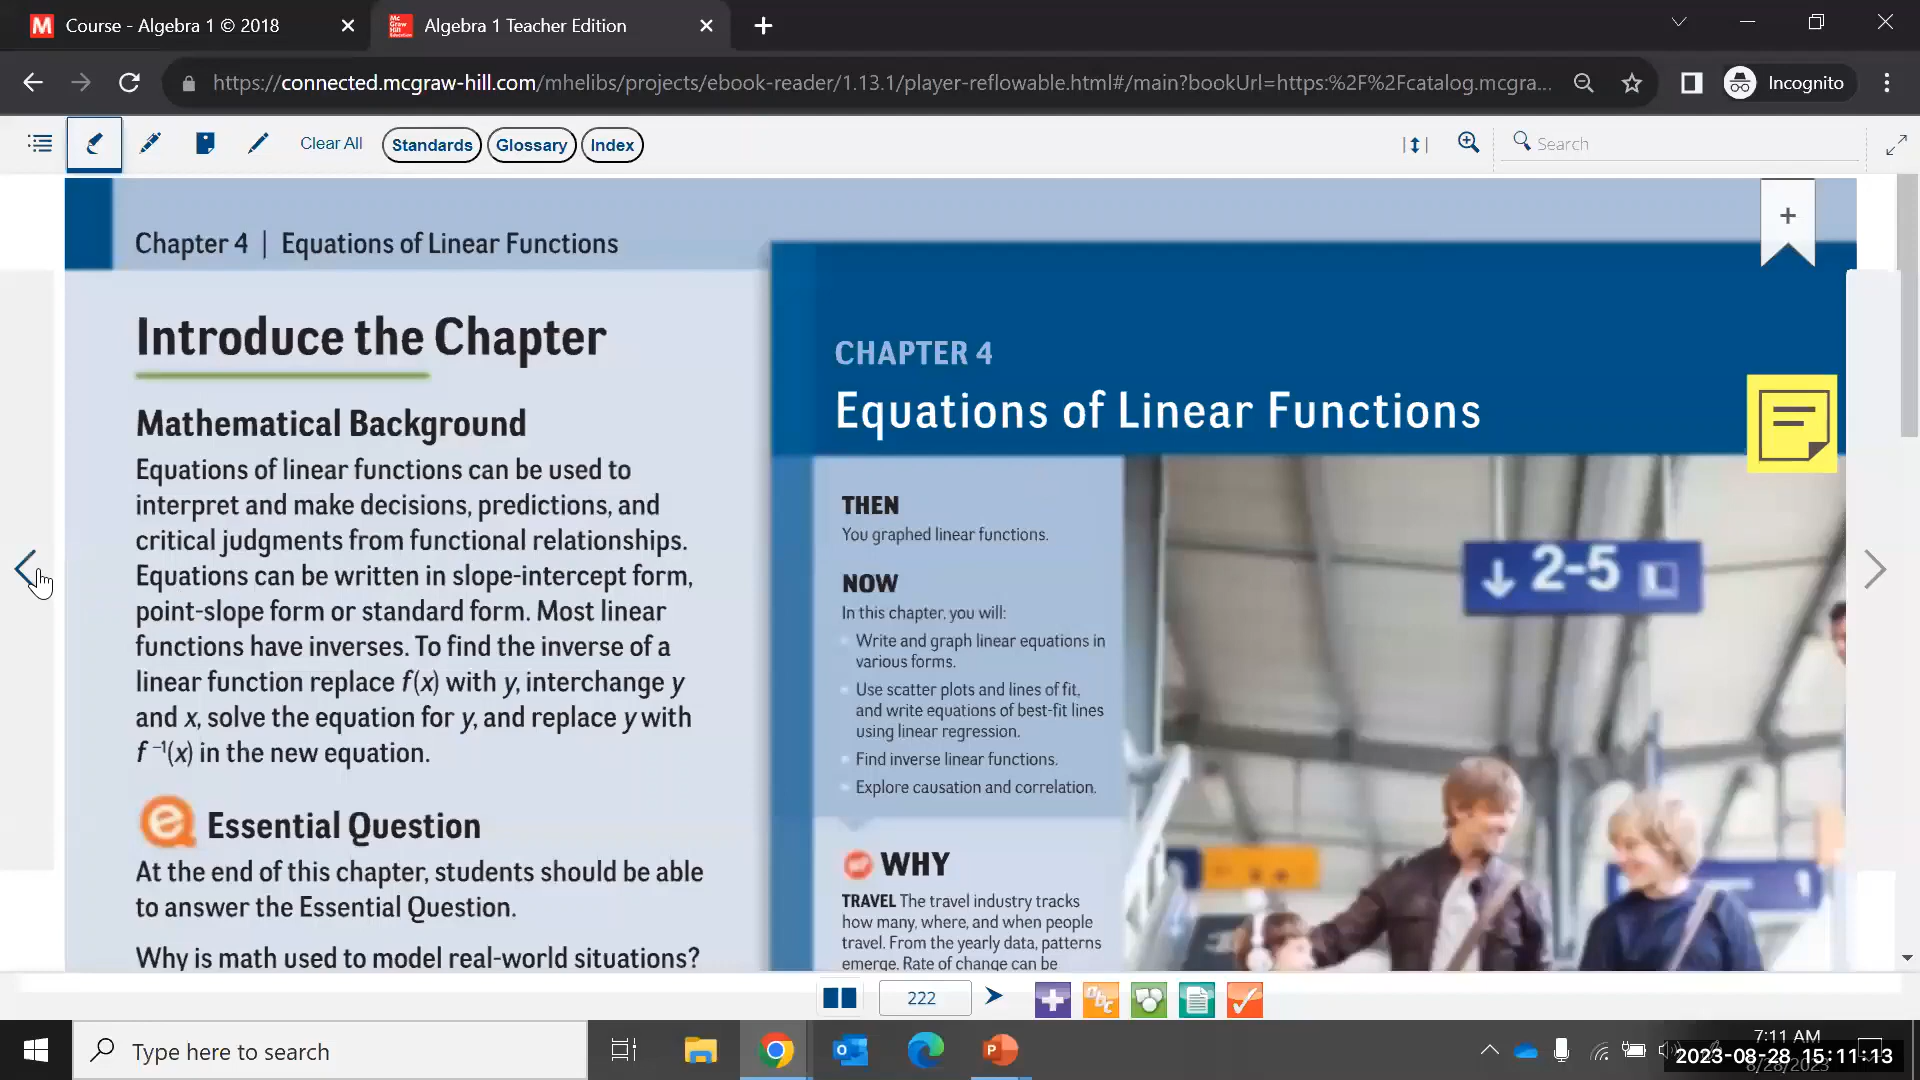 Course - Algebra 1 © 2018
Algebra 1 Teacher Edition
https://connected.mcgraw-hill.com/mhelibs/projects/ebook-reader/1.13.1/player-reflowable.html#/main?bookUrl=https:%2F%2Fcatalog.mcgra...
Incognito
Clear All
Standards
Glossary
Index
Search
Chapter 4 | Equations of Linear Functions
Introduce the Chapter
Mathematical Background
Equations of linear functions can be used to
interpret and make decisions, predictions, and
critical judgments from functional relationships.
Equations can be written in slope-intercept form,
point-slope form or standard form. Most linear
functions have inverses. To find the inverse of a
linear function replace f(x) with y, interchange y
and x, solve the equation for y, and replace y with
f ⁻¹(x) in the new equation.
Essential Question
At the end of this chapter, students should be able
to answer the Essential Question.
Why is math used to model real-world situations?
CHAPTER 4
Equations of Linear Functions
THEN
You graphed linear functions.
NOW
In this chapter, you will:
Write and graph linear equations in
various forms.
Use scatter plots and lines of fit,
and write equations of best-fit lines
using linear regression.
Find inverse linear functions.
Explore causation and correlation.
WHY
TRAVEL The travel industry tracks
how many, where, and when people
travel. From the yearly data, patterns
emerge. Rate of change can be
2-5
222
Type here to search
7:11 AM
2023-08-28 15:11:13
8/28/2023